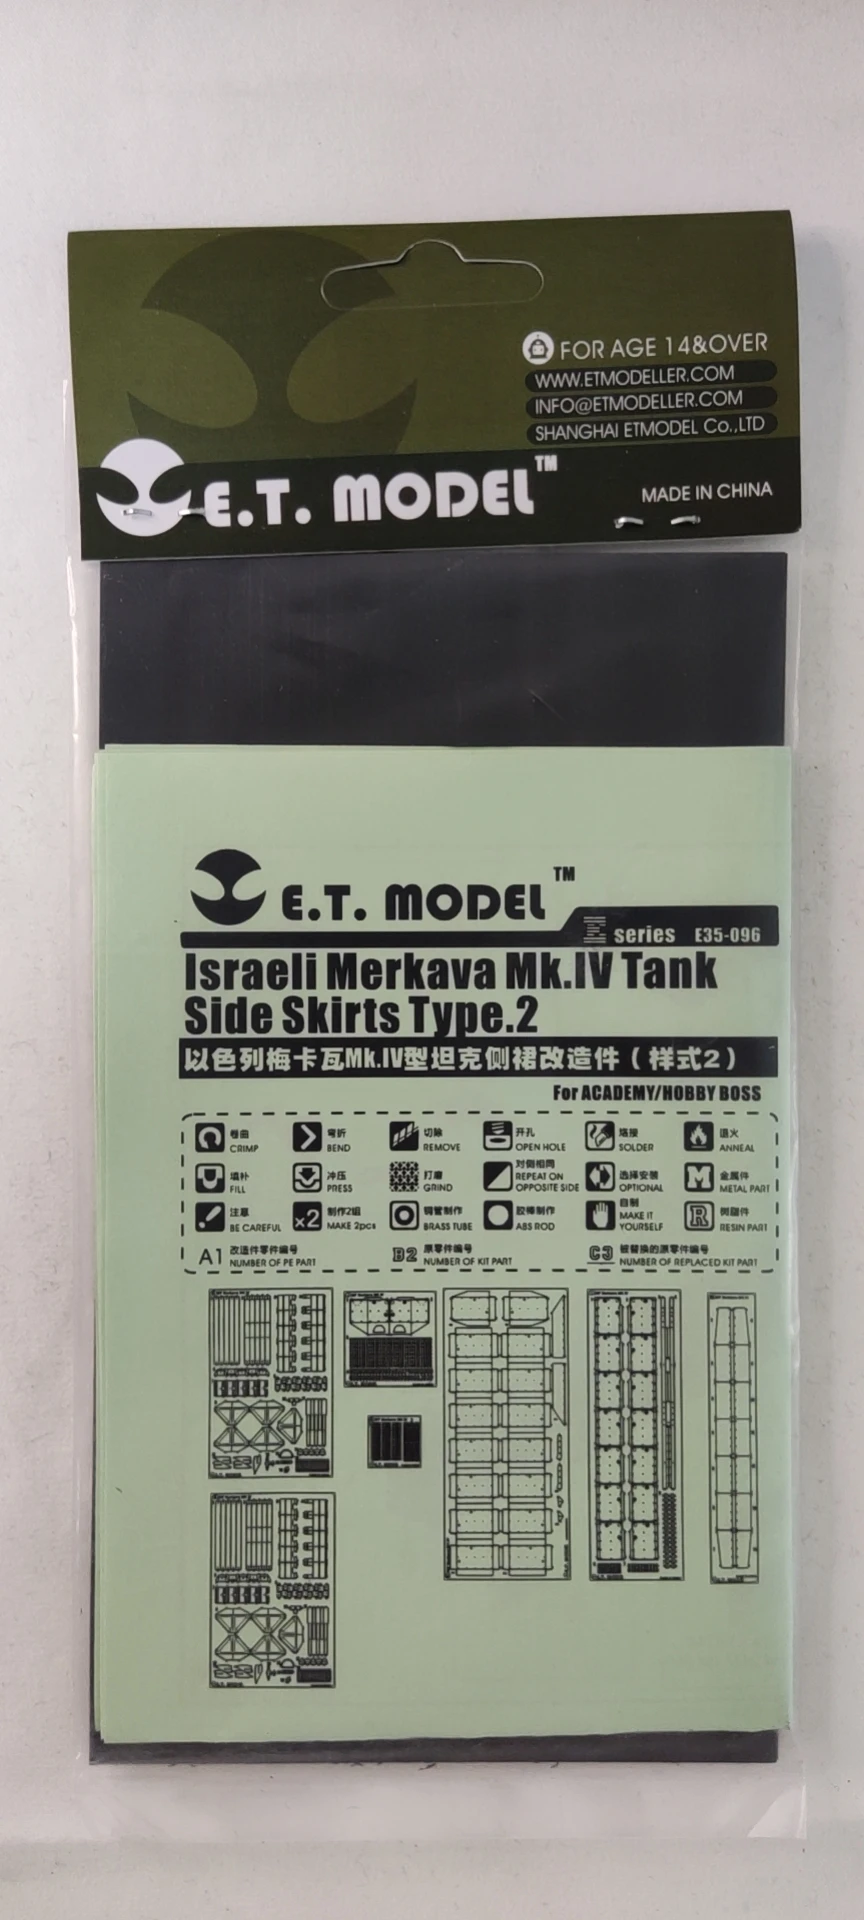 FOR AGE 14&OVER
WWW.ETMODELLER.COM
INFO@ETMODELLER.COM
SHANGHAI ETMODEL Co.,LTD
E.T. MODEL™
MADE IN CHINA
E.T. MODEL™
series E35-096
Israeli Merkava Mk.IV Tank
Side Skirts Type.2
以色列梅卡瓦Mk.IV型坦克侧裙改造件（样式2）
For ACADEMY/HOBBY BOSS
卷曲 弯折 切除 开孔 焊接 退火
CRIMP BEND REMOVE OPEN HOLE SOLDER ANNEAL
填补 冲压 打磨 对侧相同 选择安装 金属件
FILL PRESS GRIND REPEAT ON OPPOSITE SIDE OPTIONAL METAL PART
注意 制作2组 铜管制作 胶棒制作 自制 树脂件
BE CAREFUL x2 MAKE 2pcs BRASS TUBE ABS ROD MAKE IT YOURSELF RESIN PART
A1 改造件零件编号 B2 原零件编号 C3 被替换的原零件编号
NUMBER OF PE PART NUMBER OF KIT PART NUMBER OF REPLACED KIT PART